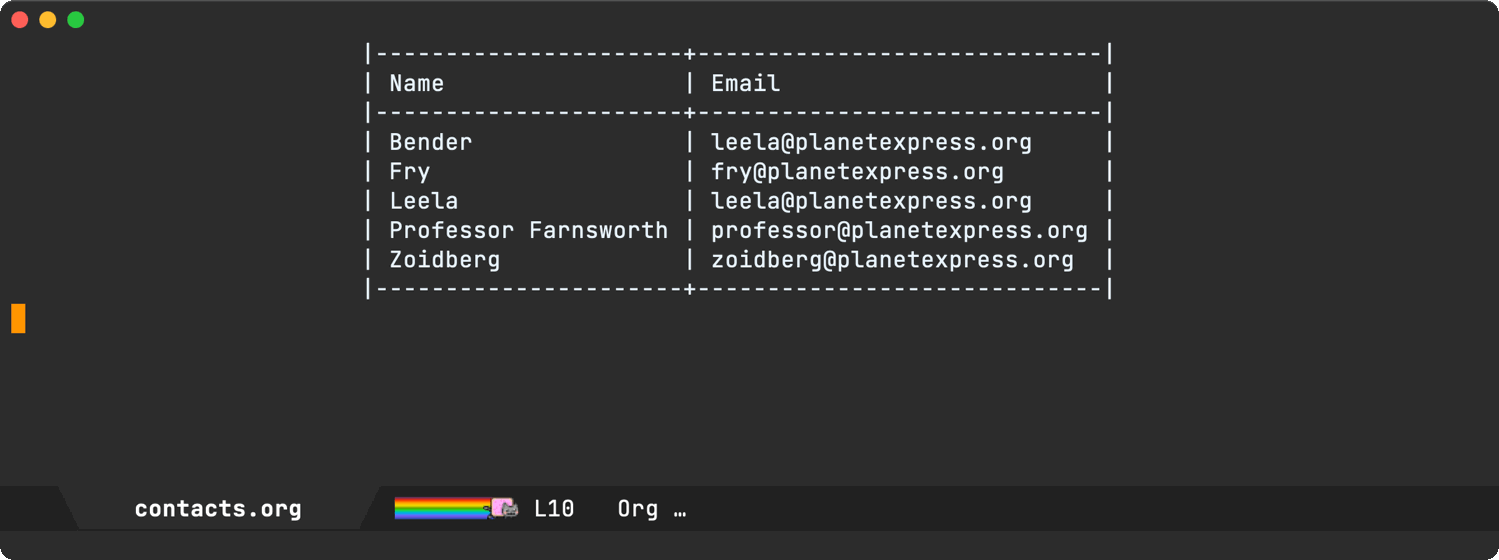 |----------------------+-----------------------------|
| Name                 | Email                       |
|----------------------+-----------------------------|
| Bender               | leela@planetexpress.org     |
| Fry                  | fry@planetexpress.org       |
| Leela                | leela@planetexpress.org     |
| Professor Farnsworth | professor@planetexpress.org |
| Zoidberg             | zoidberg@planetexpress.org  |
|----------------------+-----------------------------|
contacts.org L10 Org …